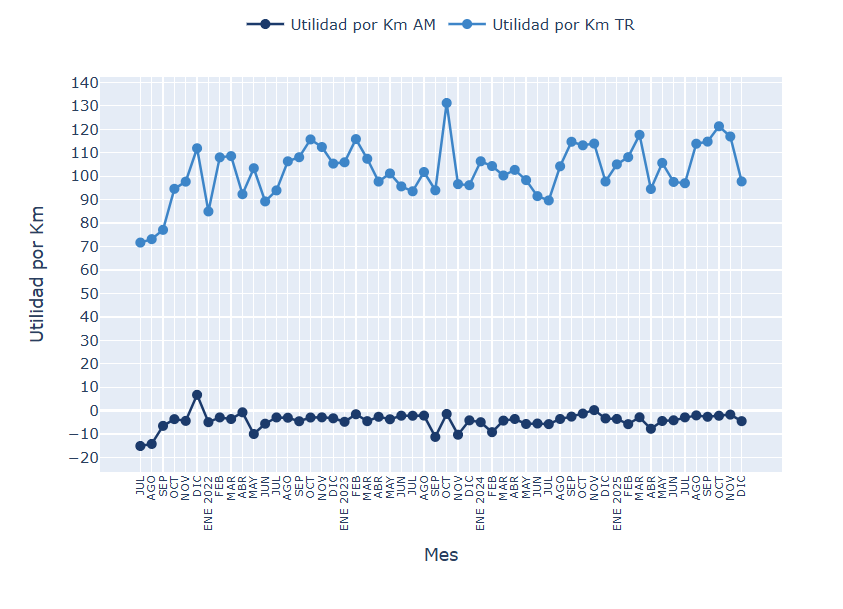 Utilidad por Km AM Utilidad por Km TR
140
130
120
110
100
90
80
70
60
50
40
30
20
10
0
−10
−20
Utilidad por Km
JUL
AGO
SEP
OCT
NOV
DIC
ENE 2022
FEB
MAR
ABR
MAY
JUN
JUL
AGO
SEP
OCT
NOV
DIC
ENE 2023
FEB
MAR
ABR
MAY
JUN
JUL
AGO
SEP
OCT
NOV
DIC
ENE 2024
FEB
MAR
ABR
MAY
JUN
JUL
AGO
SEP
OCT
NOV
DIC
ENE 2025
FEB
MAR
ABR
MAY
JUN
JUL
AGO
SEP
OCT
NOV
DIC
Mes